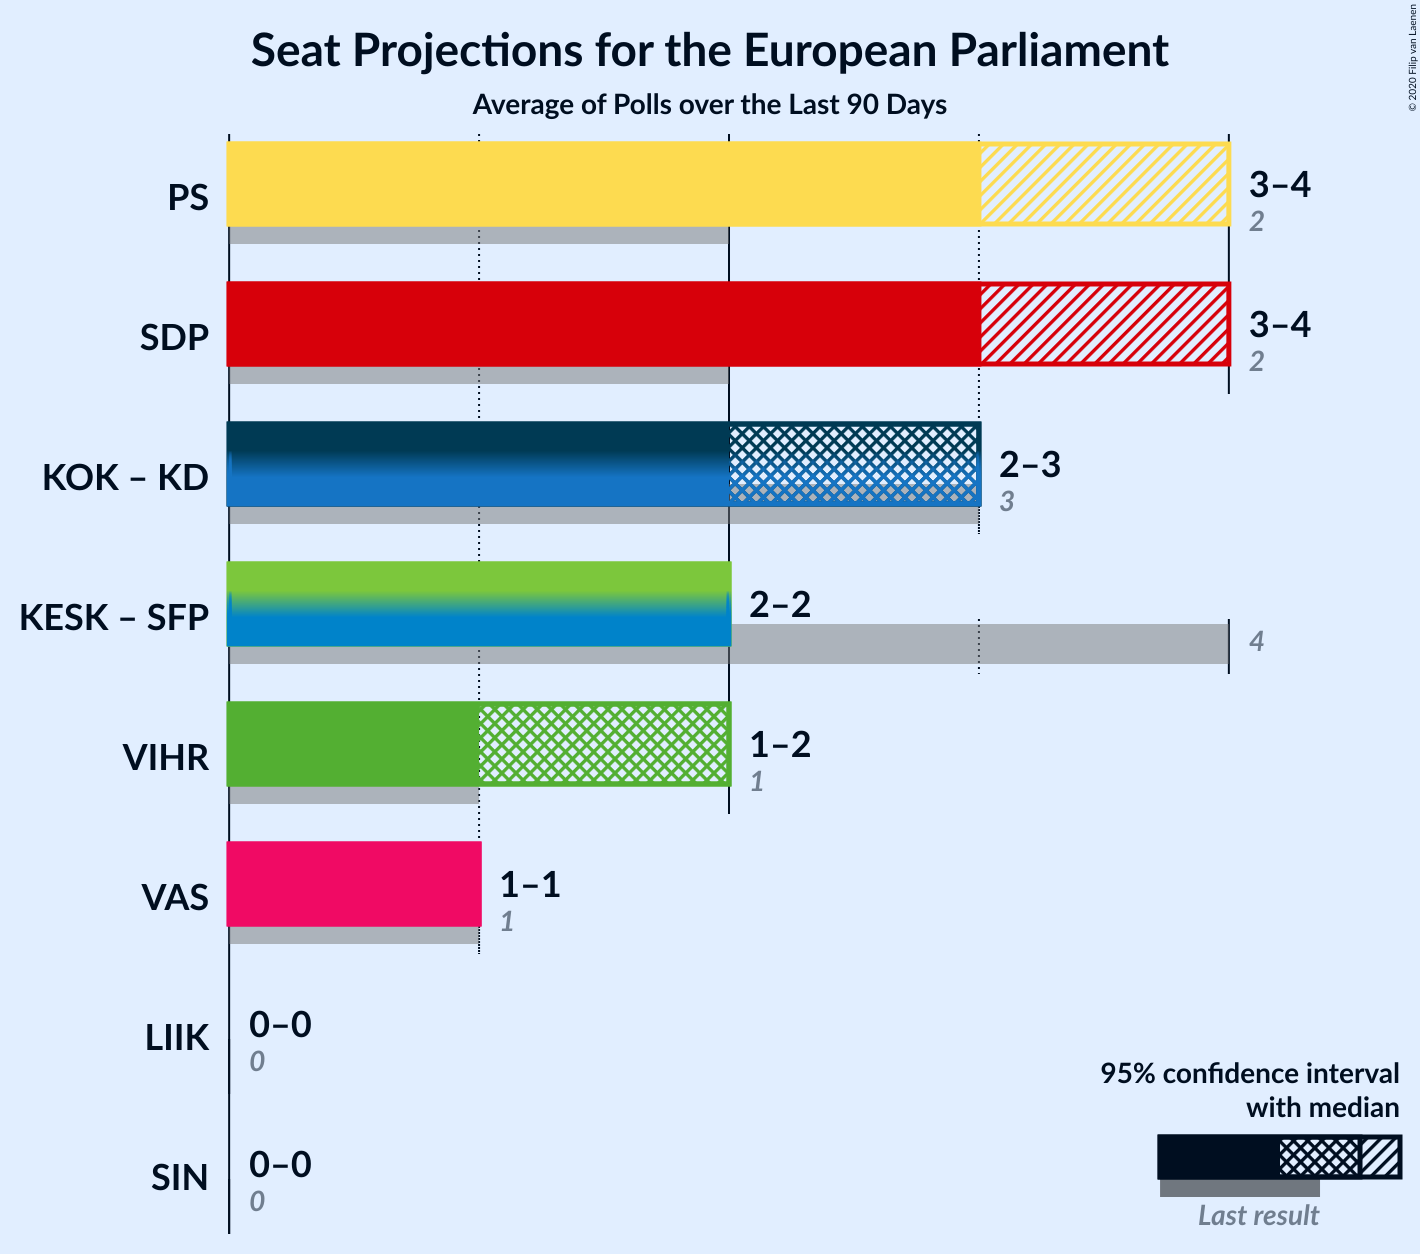 Seat Projections for the European Parliament
Average of Polls over the Last 90 Days
© 2020 Filip van Laenen
PS
3–4
2
SDP
3–4
2
KOK – KD
2–3
3
KESK – SFP
2–2
4
VIHR
1–2
1
VAS
1–1
1
LIIK
0–0
0
SIN
0–0
0
95% confidence interval
with median
Last result